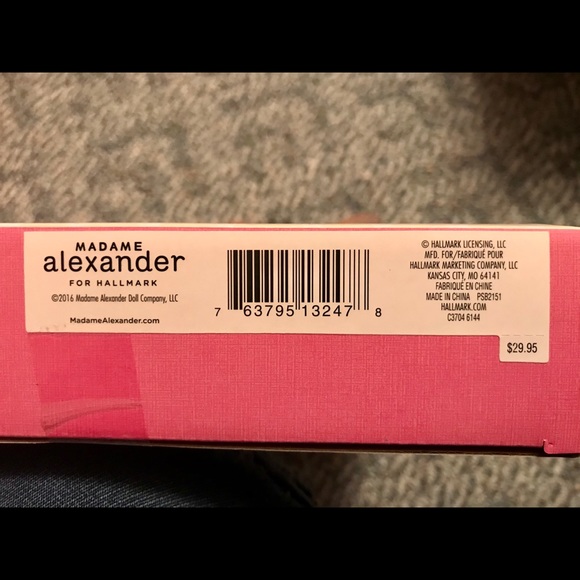 MADAME
alexander
FOR HALLMARK
©2016 Madame Alexander Doll Company, LLC
MadameAlexander.com
7 63795 13247 8
© HALLMARK LICENSING, LLC
MFD. FOR/FABRIQUÉ POUR
HALLMARK MARKETING COMPANY, LLC
KANSAS CITY, MO 64141
FABRIQUÉ EN CHINE
MADE IN CHINA PSB2151
HALLMARK.COM
C3704 6144
$29.95